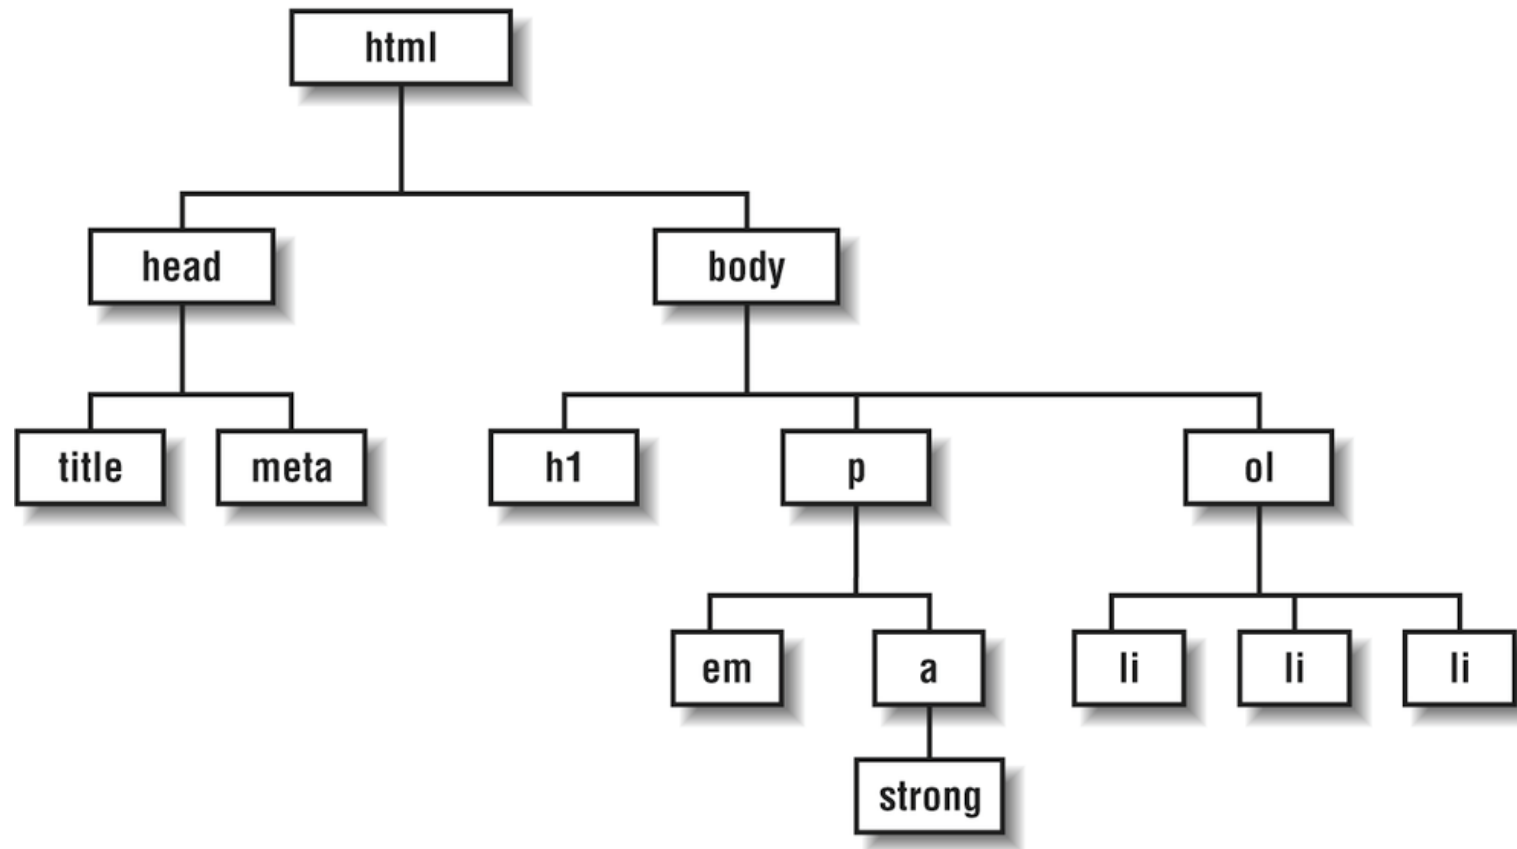 html
head
body
title
meta
h1
p
ol
em
a
li
li
li
strong